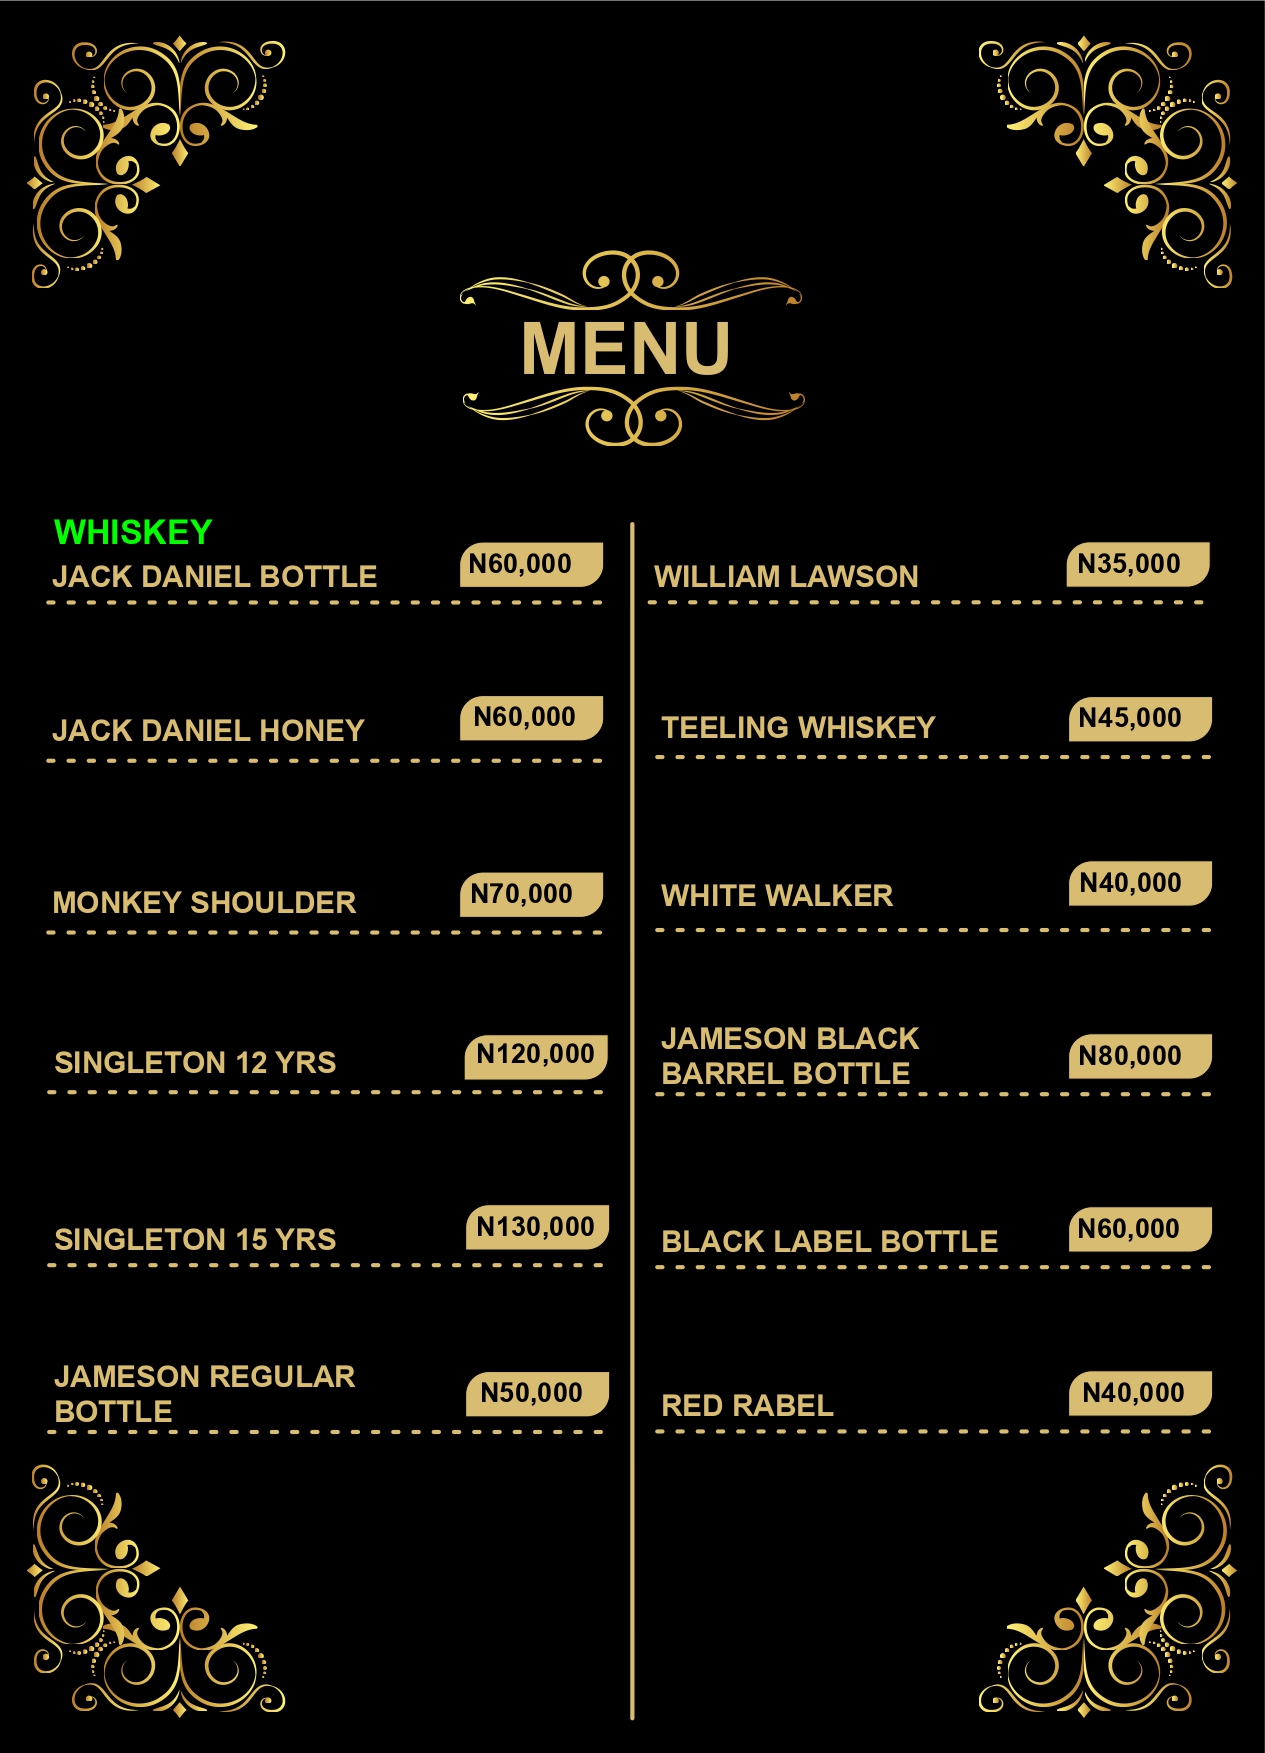 MENU
WHISKEY
JACK DANIEL BOTTLE N60,000
JACK DANIEL HONEY N60,000
MONKEY SHOULDER N70,000
SINGLETON 12 YRS N120,000
SINGLETON 15 YRS N130,000
JAMESON REGULAR
BOTTLE N50,000
WILLIAM LAWSON N35,000
TEELING WHISKEY N45,000
WHITE WALKER N40,000
JAMESON BLACK
BARREL BOTTLE N80,000
BLACK LABEL BOTTLE N60,000
RED RABEL N40,000